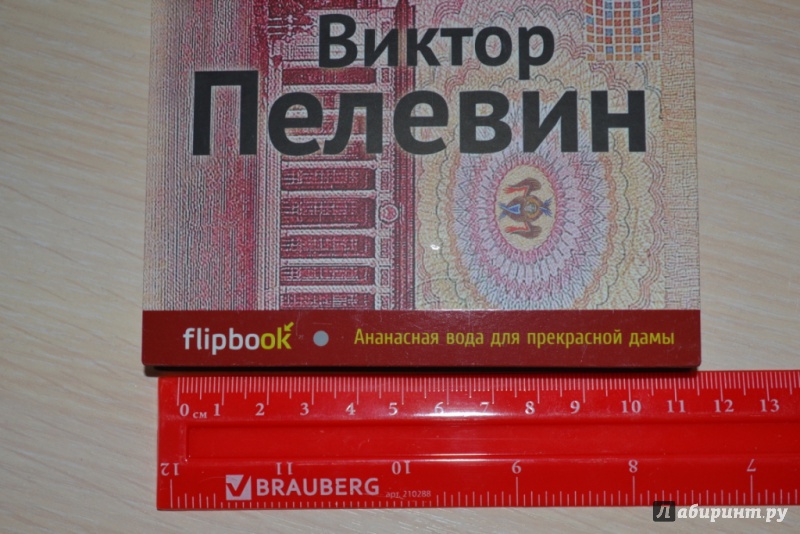 Виктор
Пелевин
flipbook Ананасная вода для прекрасной дамы
0 см 1 2 3 4 5 6 7 8 9 10 11 12 13
12 11 10 9 8 7
BRAUBERG арт. 210288
Лабиринт.ру